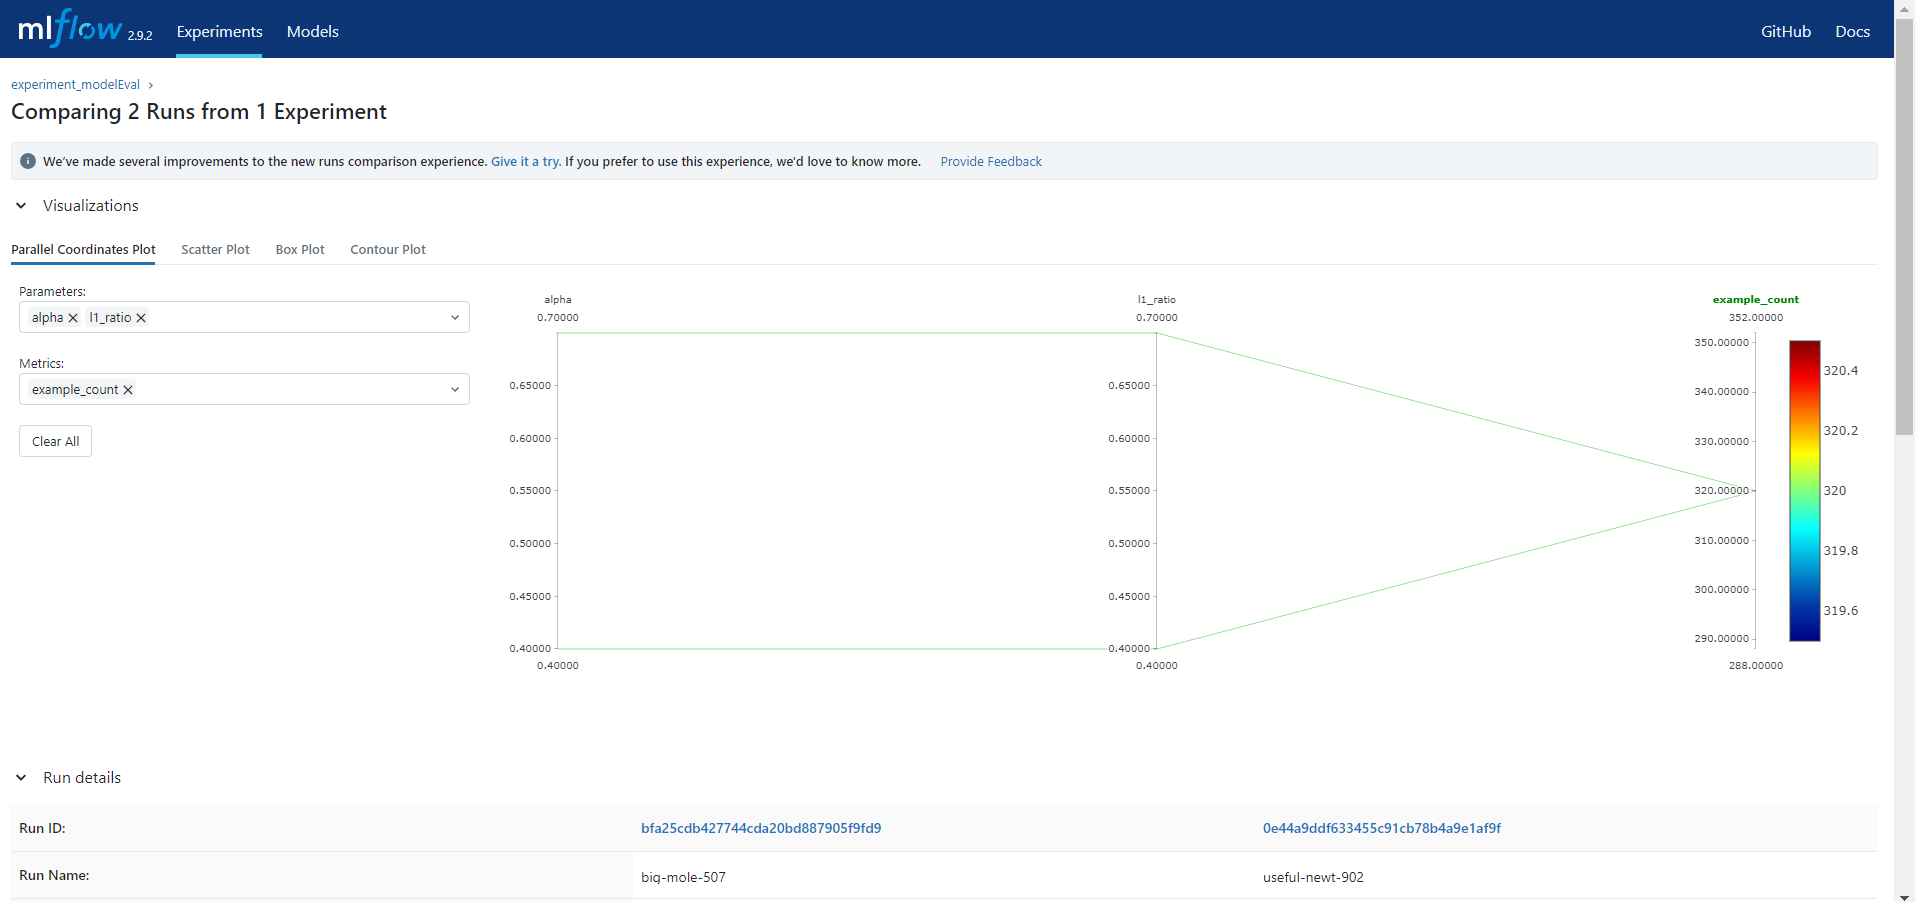 mlflow 2.9.2 Experiments Models GitHub Docs
experiment_modelEval
Comparing 2 Runs from 1 Experiment
We've made several improvements to the new runs comparison experience. Give it a try. If you prefer to use this experience, we'd love to know more. Provide Feedback
Visualizations
Parallel Coordinates Plot Scatter Plot Box Plot Contour Plot
Parameters:
alpha l1_ratio
Metrics:
example_count
Clear All
alpha
0.70000
0.65000
0.60000
0.55000
0.50000
0.45000
0.40000
0.40000
l1_ratio
0.70000
0.65000
0.60000
0.55000
0.50000
0.45000
0.40000
0.40000
example_count
352.00000
350.00000
340.00000
330.00000
320.00000
310.00000
300.00000
290.00000
288.00000
320.4
320.2
320
319.8
319.6
Run details
Run ID: bfa25cdb427744cda20bd887905f9fd9 0e44a9ddf633455c91cb78b4a9e1af9f
Run Name: big-mole-507 useful-newt-902